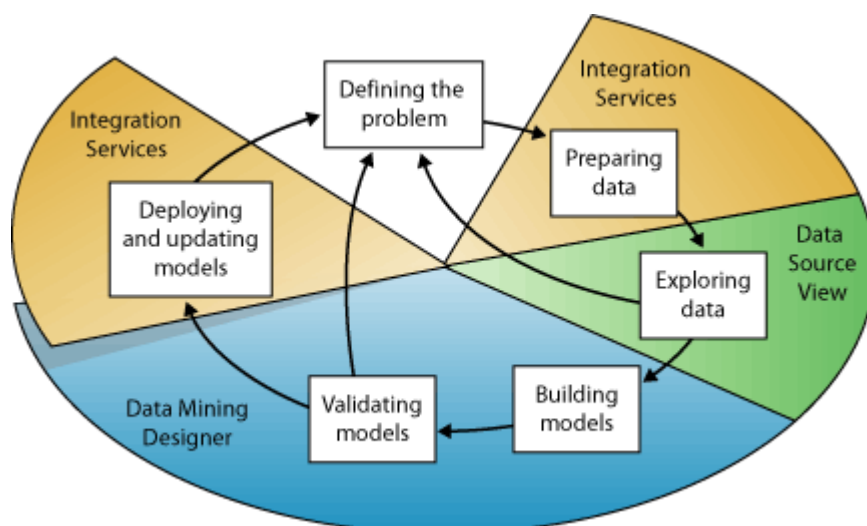 Defining the
problem
Integration
Services
Preparing
data
Integration
Services
Deploying
and updating
models
Data
Source
View
Exploring
data
Building
models
Validating
models
Data Mining
Designer